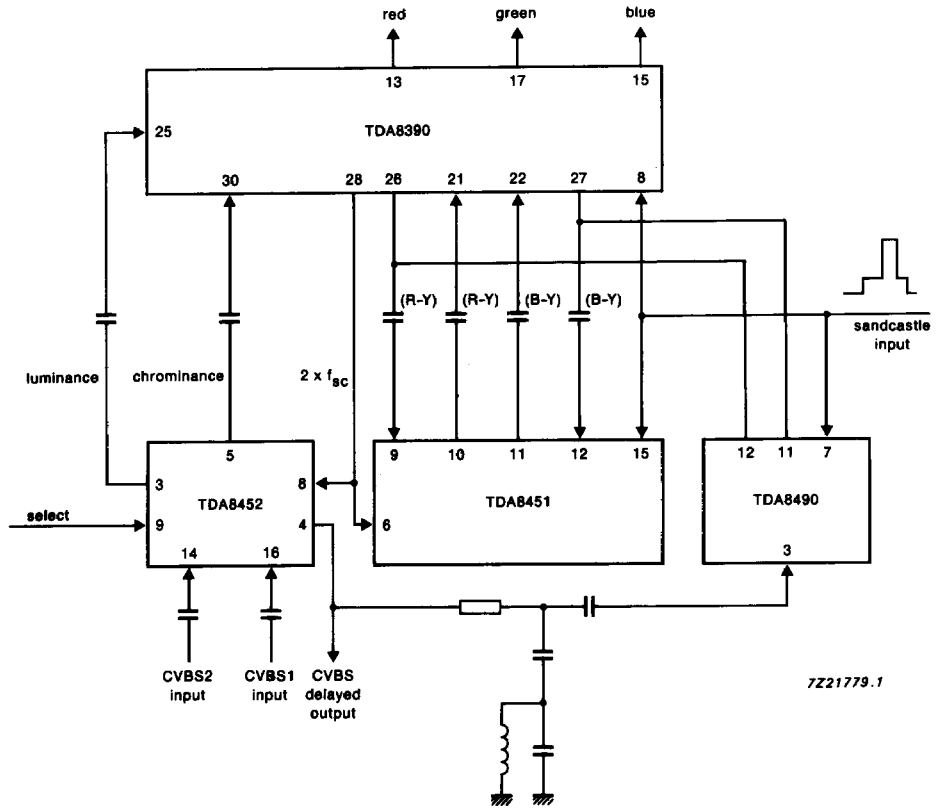 red green blue
13 17 15
25 TDA8390
30 28 26 21 22 27 8
(R-Y) (R-Y) (B-Y) (B-Y)
sandcastle
input
luminance chrominance 2 x fsc
5 9 10 11 12 15 12 11 7
3 8
TDA8452 TDA8451 TDA8490
select
9 4 6
14 16 3
CVBS2
input
CVBS1
input
CVBS
delayed
output
7Z21779.1